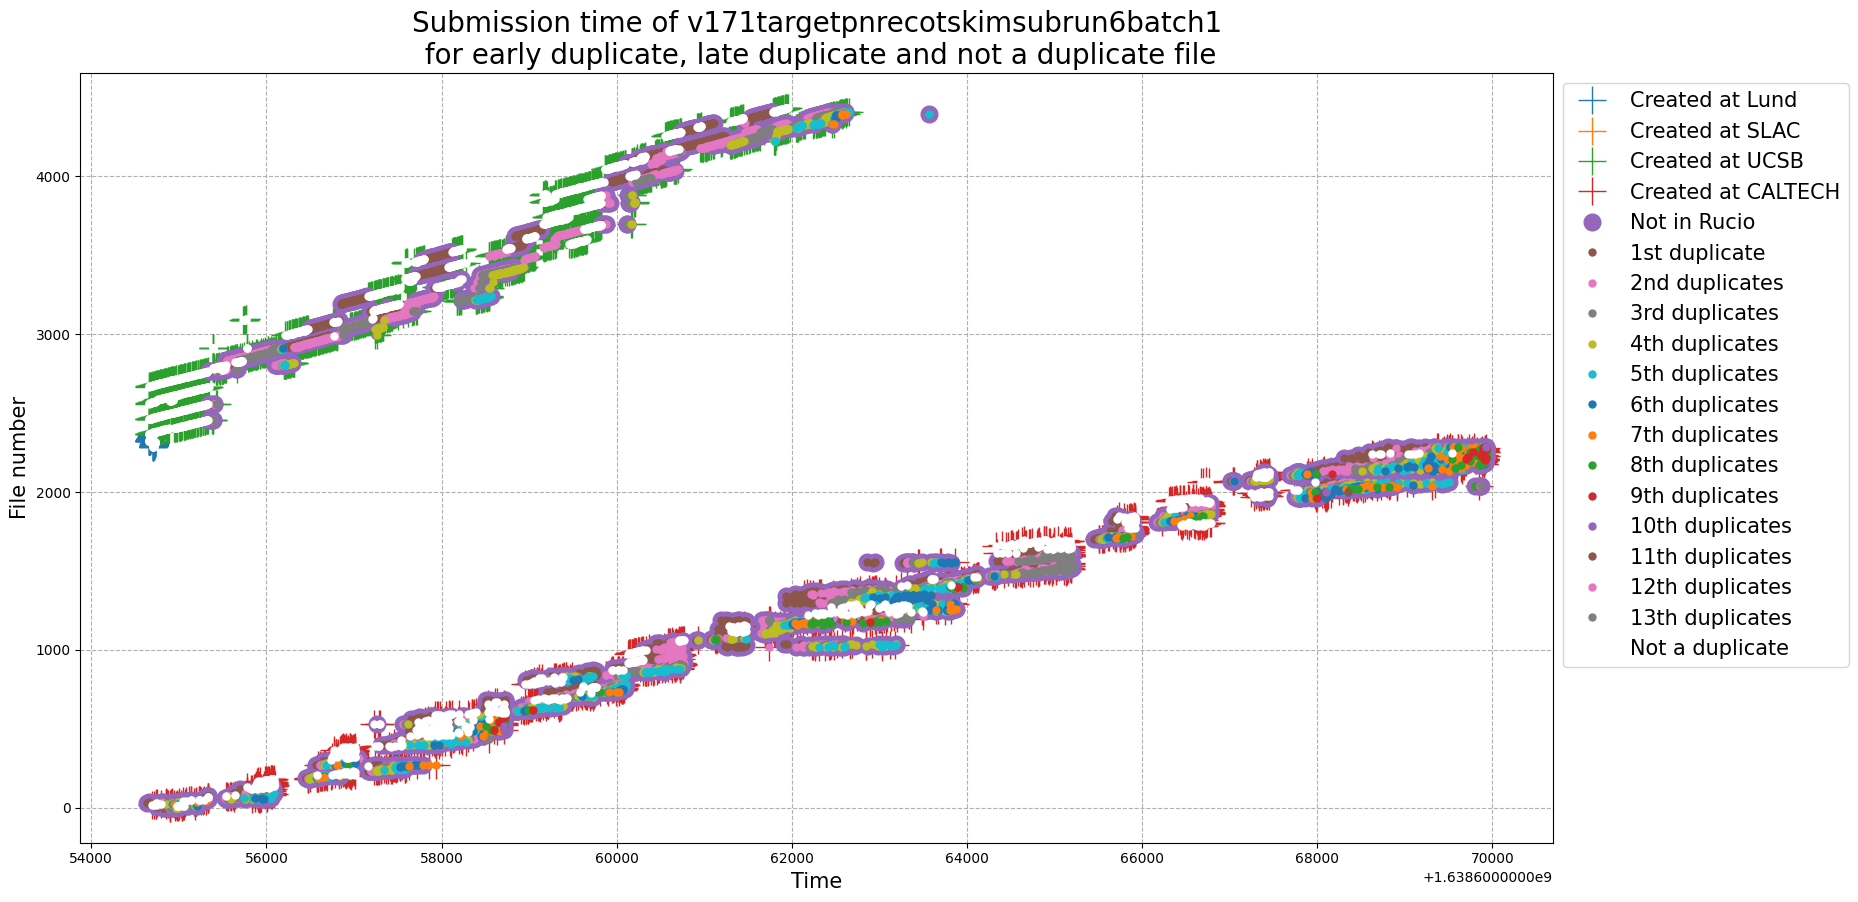 Submission time of v171targetpnrecotskimsubrun6batch1
for early duplicate, late duplicate and not a duplicate file
File number
4000
3000
2000
1000
0
54000
56000
58000
60000
62000
64000
66000
68000
70000
Time
+1.6386000000e9
Created at Lund
Created at SLAC
Created at UCSB
Created at CALTECH
Not in Rucio
1st duplicate
2nd duplicates
3rd duplicates
4th duplicates
5th duplicates
6th duplicates
7th duplicates
8th duplicates
9th duplicates
10th duplicates
11th duplicates
12th duplicates
13th duplicates
Not a duplicate